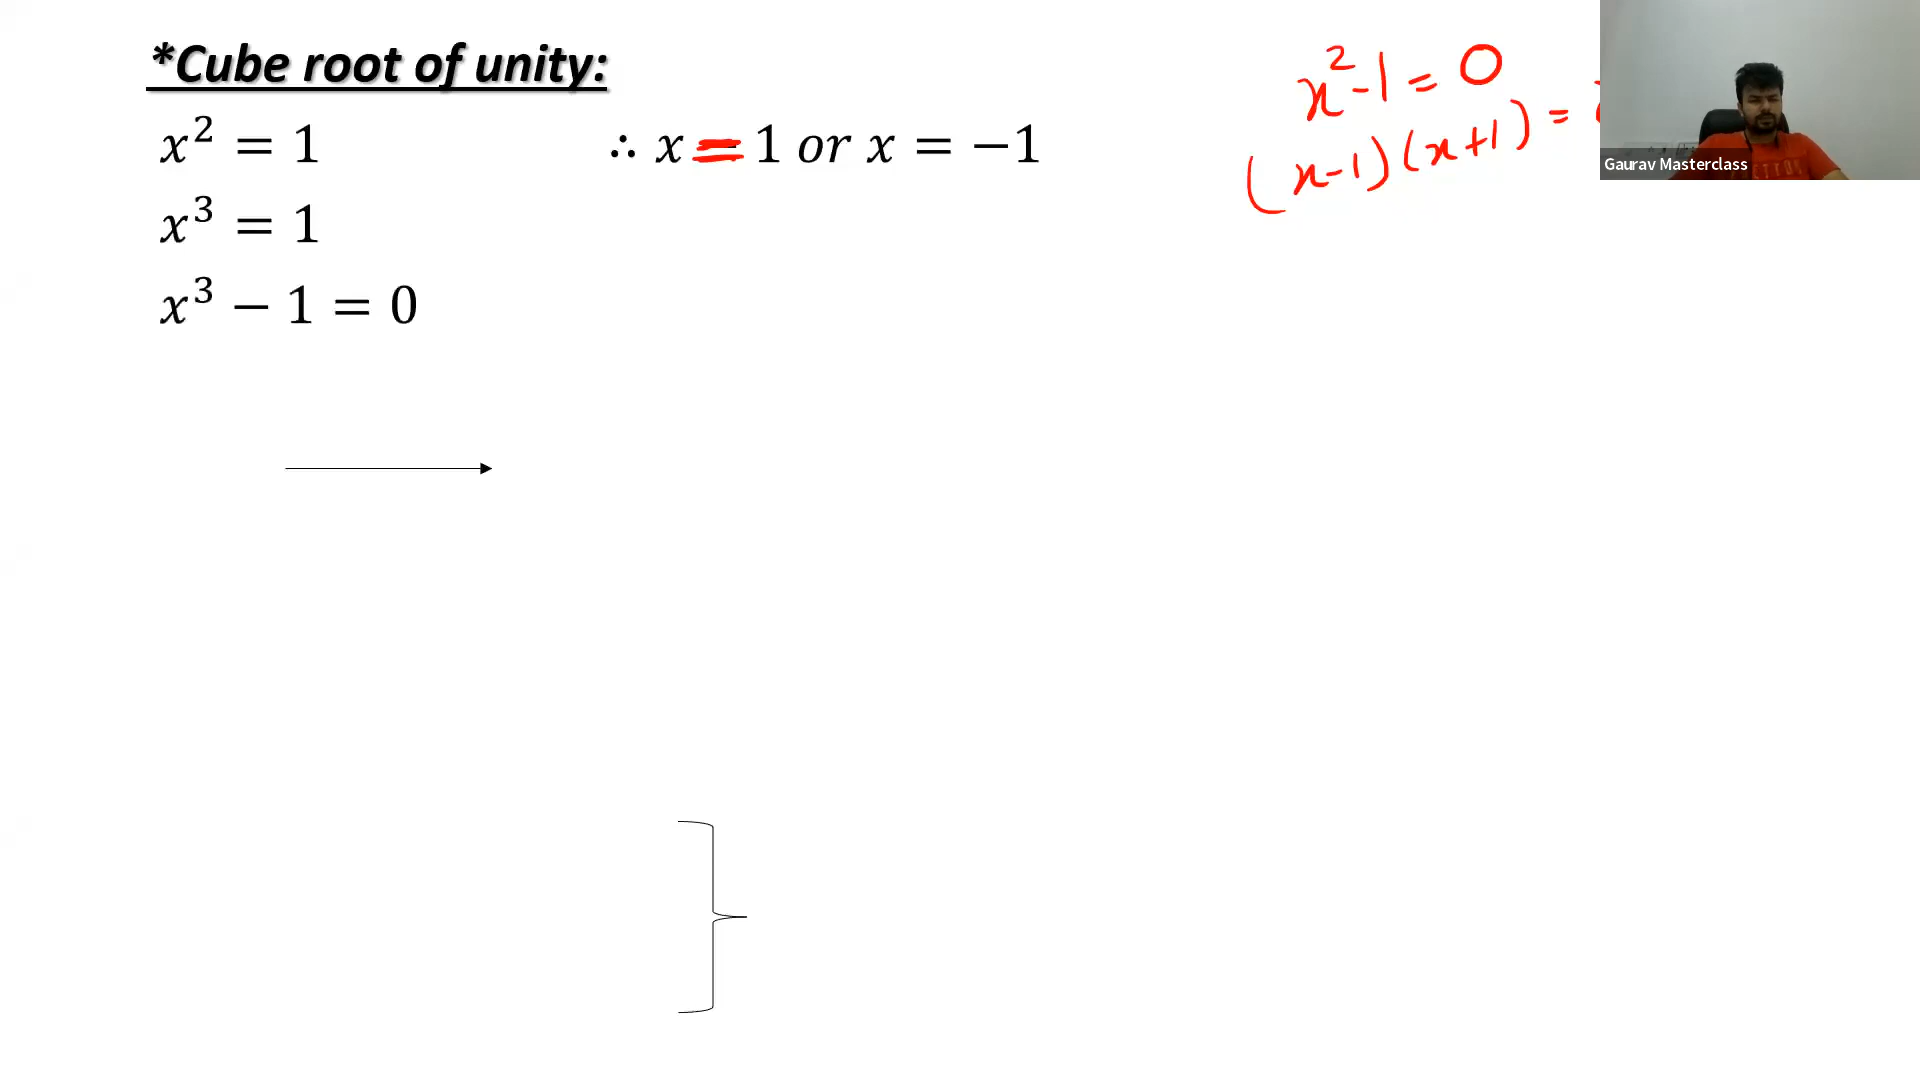 *Cube root of unity:
x² = 1 ∴ x = 1 or x = −1
x³ = 1
x³ − 1 = 0
x² - 1 = 0
(x-1)(x+1) =
Gaurav Masterclass